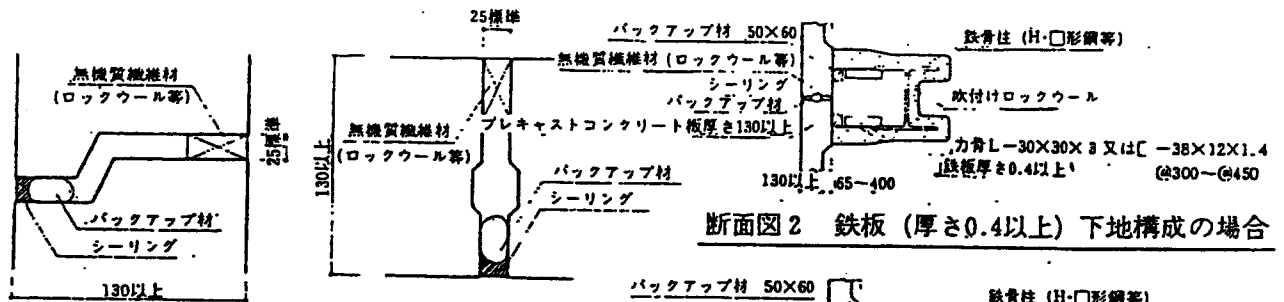 無機質繊維材
(ロックウール等)
25標準
バックアップ材
シーリング
130以上
25標準
130以上
無機質繊維材
(ロックウール等)
バックアップ材
シーリング
バックアップ材 50×60
無機質繊維材 (ロックウール等)
シーリング
バックアップ材
プレキャストコンクリート板厚さ130以上
鉄骨柱 (H・□形鋼等)
吹付けロックウール
力骨L-30×30×3又は[ -38×12×1.4
鉄板厚さ0.4以上 @300~@450
130以上 65~400
断面図2 鉄板 (厚さ0.4以上) 下地構成の場合
バックアップ材 50×60
鉄骨柱 (H・□形鋼等)